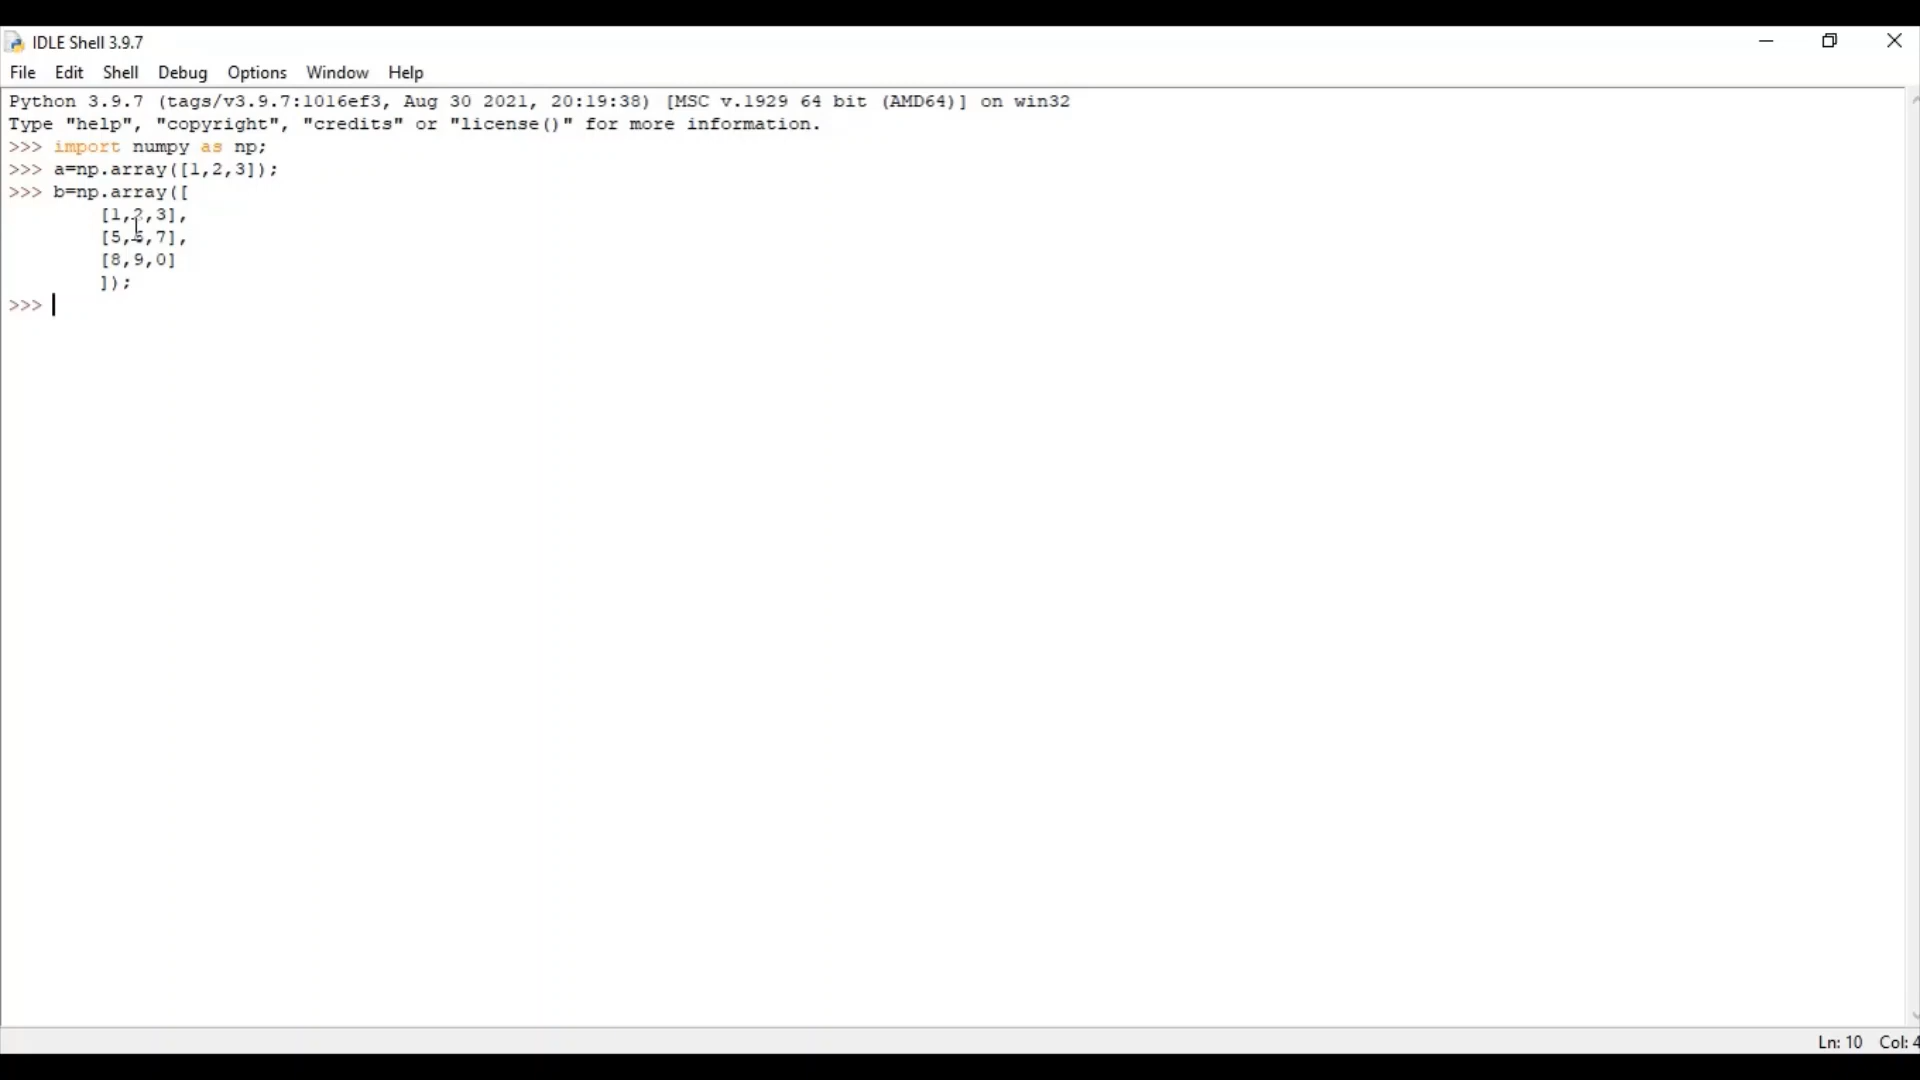 IDLE Shell 3.9.7
File Edit Shell Debug Options Window Help
Python 3.9.7 (tags/v3.9.7:1016ef3, Aug 30 2021, 20:19:38) [MSC v.1929 64 bit (AMD64)] on win32
Type "help", "copyright", "credits" or "license()" for more information.
>>> import numpy as np;
>>> a=np.array([1,2,3]);
>>> b=np.array([
[1,2,3],
[5,6,7],
[8,9,0]
]);
>>>
Ln: 10 Col: 4